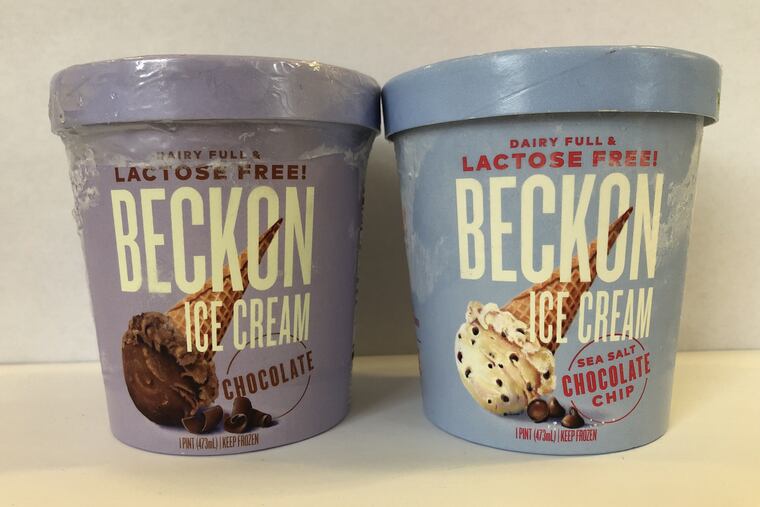 DAIRY FULL &
LACTOSE FREE!
BECKON
ICE CREAM
CHOCOLATE
1 PINT (473mL) | KEEP FROZEN
DAIRY FULL &
LACTOSE FREE!
BECKON
ICE CREAM
SEA SALT
CHOCOLATE
CHIP
1 PINT (473mL) | KEEP FROZEN